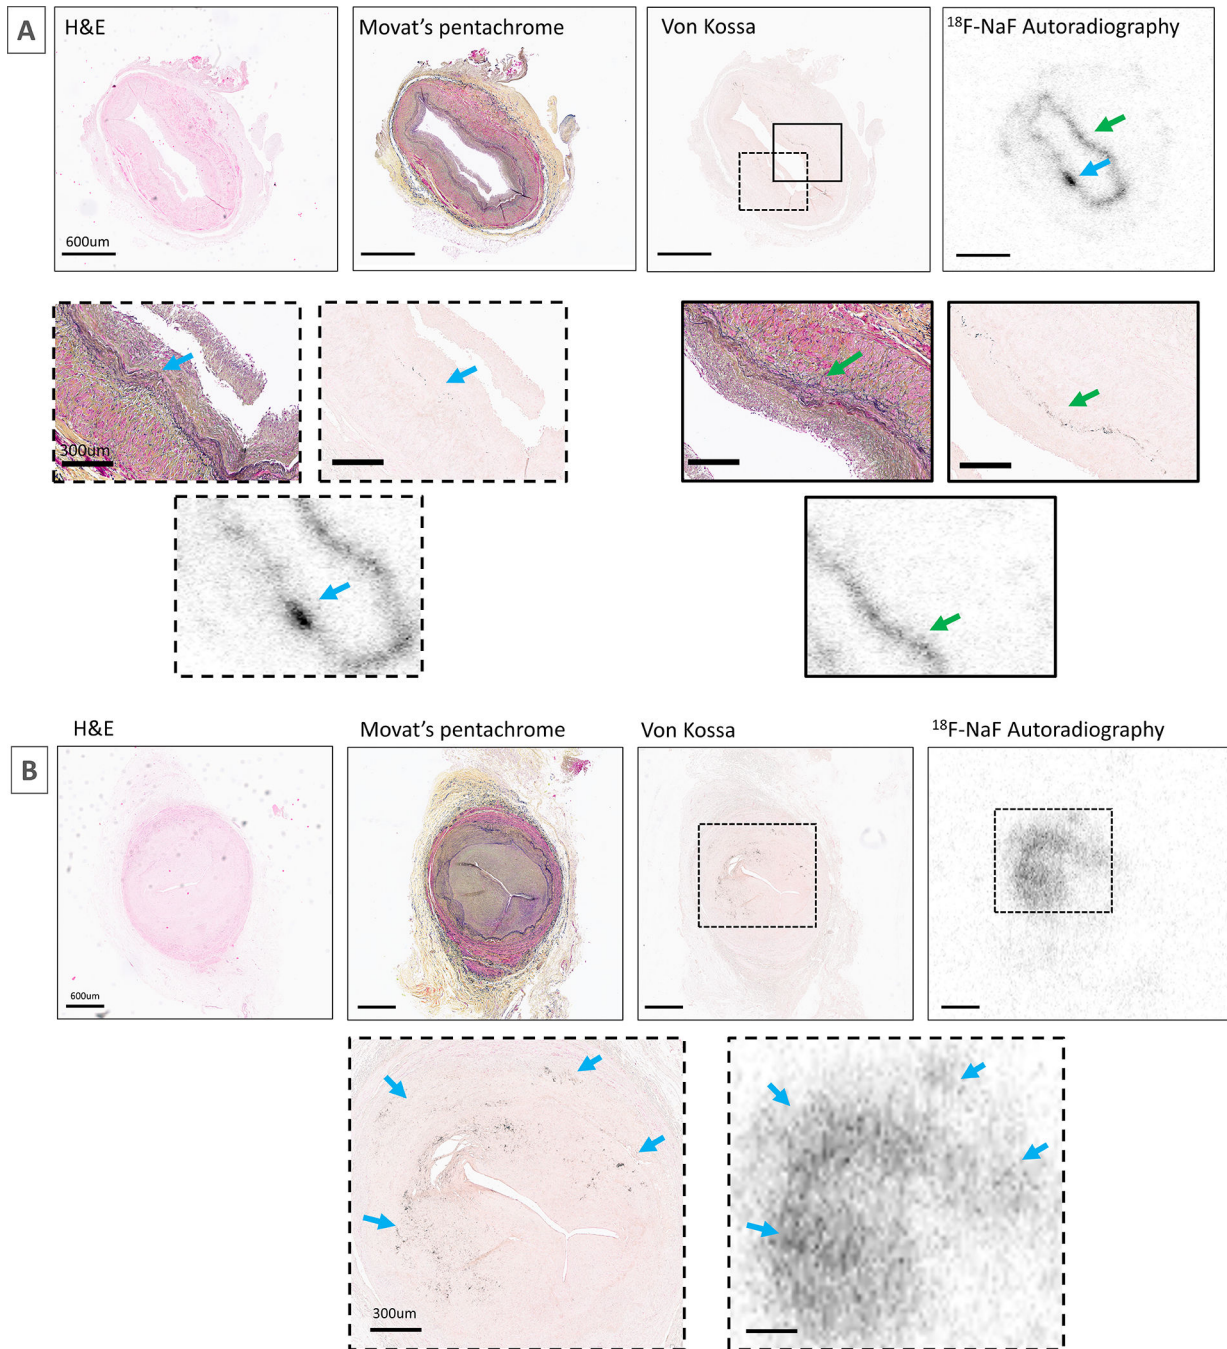 A
H&E
Movat's pentachrome
Von Kossa
¹⁸F-NaF Autoradiography
600um
300um
H&E
Movat's pentachrome
Von Kossa
¹⁸F-NaF Autoradiography
B
600um
300um